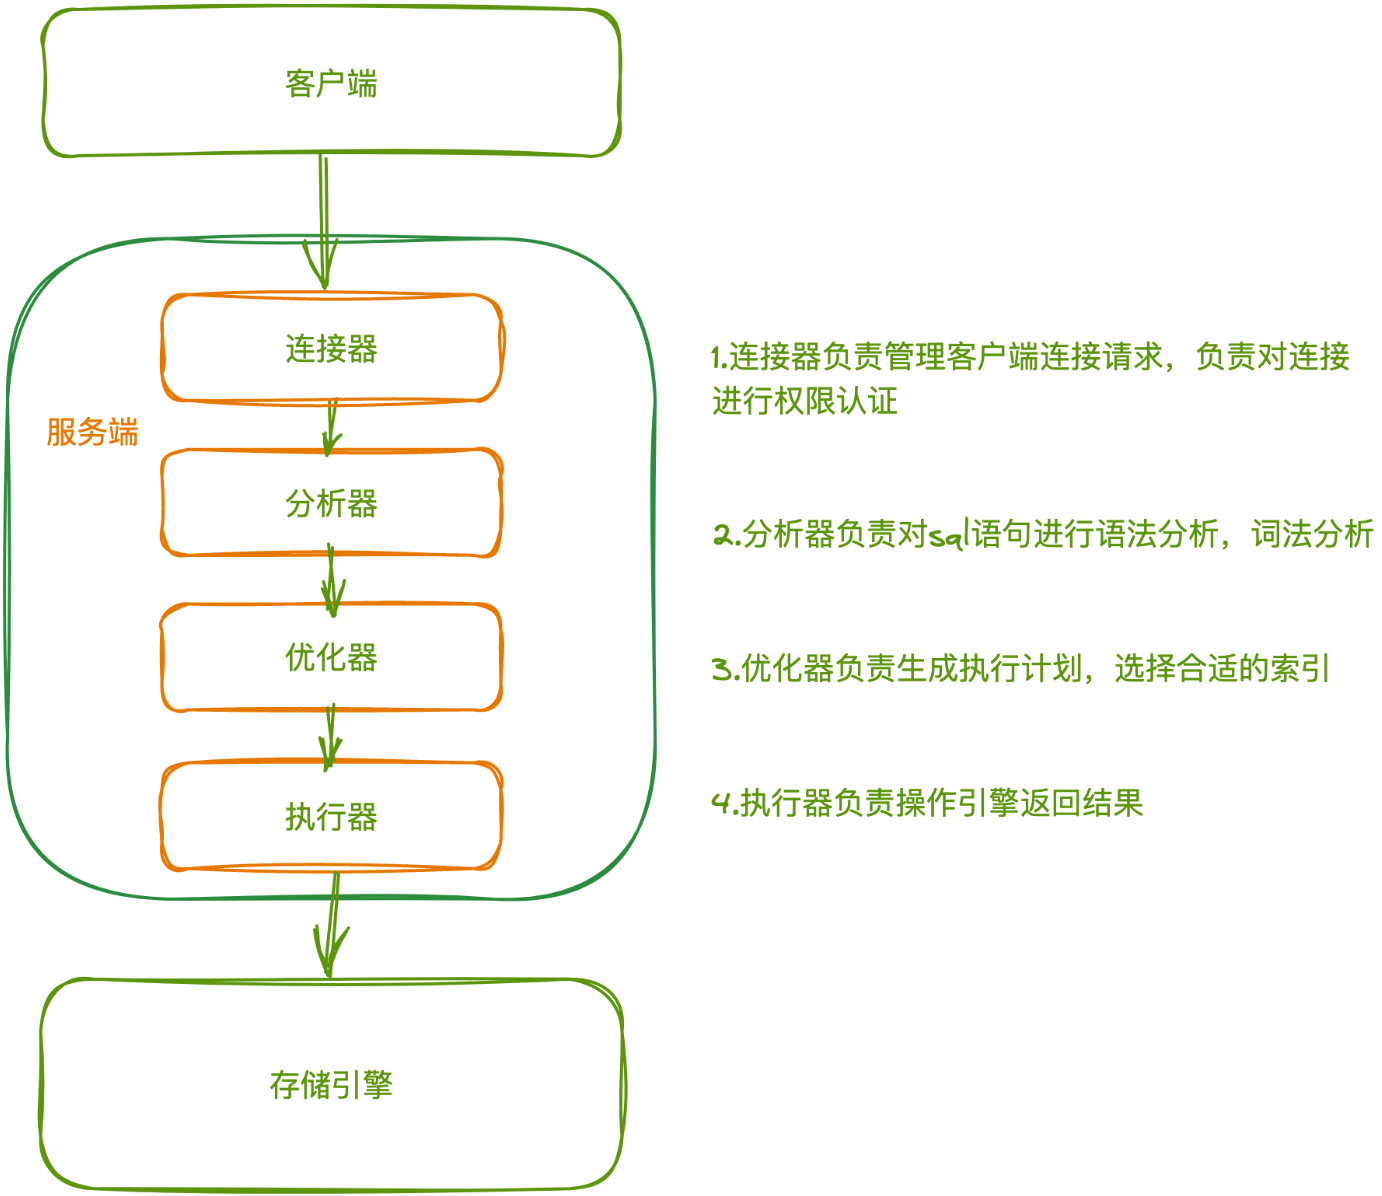 客户端
连接器
服务端
分析器
优化器
执行器
存储引擎
1.连接器负责管理客户端连接请求，负责对连接
进行权限认证
2.分析器负责对sql语句进行语法分析，词法分析
3.优化器负责生成执行计划，选择合适的索引
4.执行器负责操作引擎返回结果